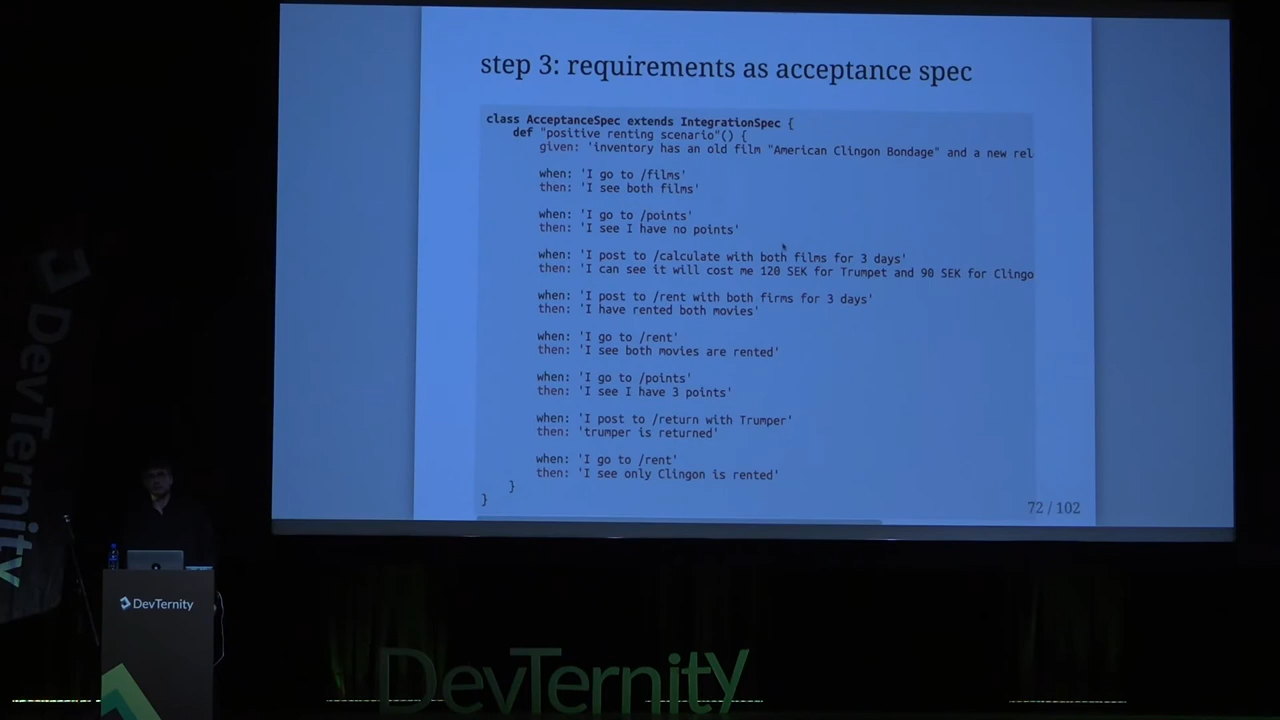 step 3: requirements as acceptance spec
class AcceptanceSpec extends IntegrationSpec {
def "positive renting scenario"() {
given: 'inventory has an old film "American Clingon Bondage" and a new rel
when: 'I go to /films'
then: 'I see both films'
when: 'I go to /points'
then: 'I see I have no points'
when: 'I post to /calculate with both films for 3 days'
then: 'I can see it will cost me 120 SEK for Trumpet and 90 SEK for Clingo
when: 'I post to /rent with both firms for 3 days'
then: 'I have rented both movies'
when: 'I go to /rent'
then: 'I see both movies are rented'
when: 'I go to /points'
then: 'I see I have 3 points'
when: 'I post to /return with Trumper'
then: 'trumper is returned'
when: 'I go to /rent'
then: 'I see only Clingon is rented'
}
}
72 / 102
DevTernity
DevTernity
DevTernity